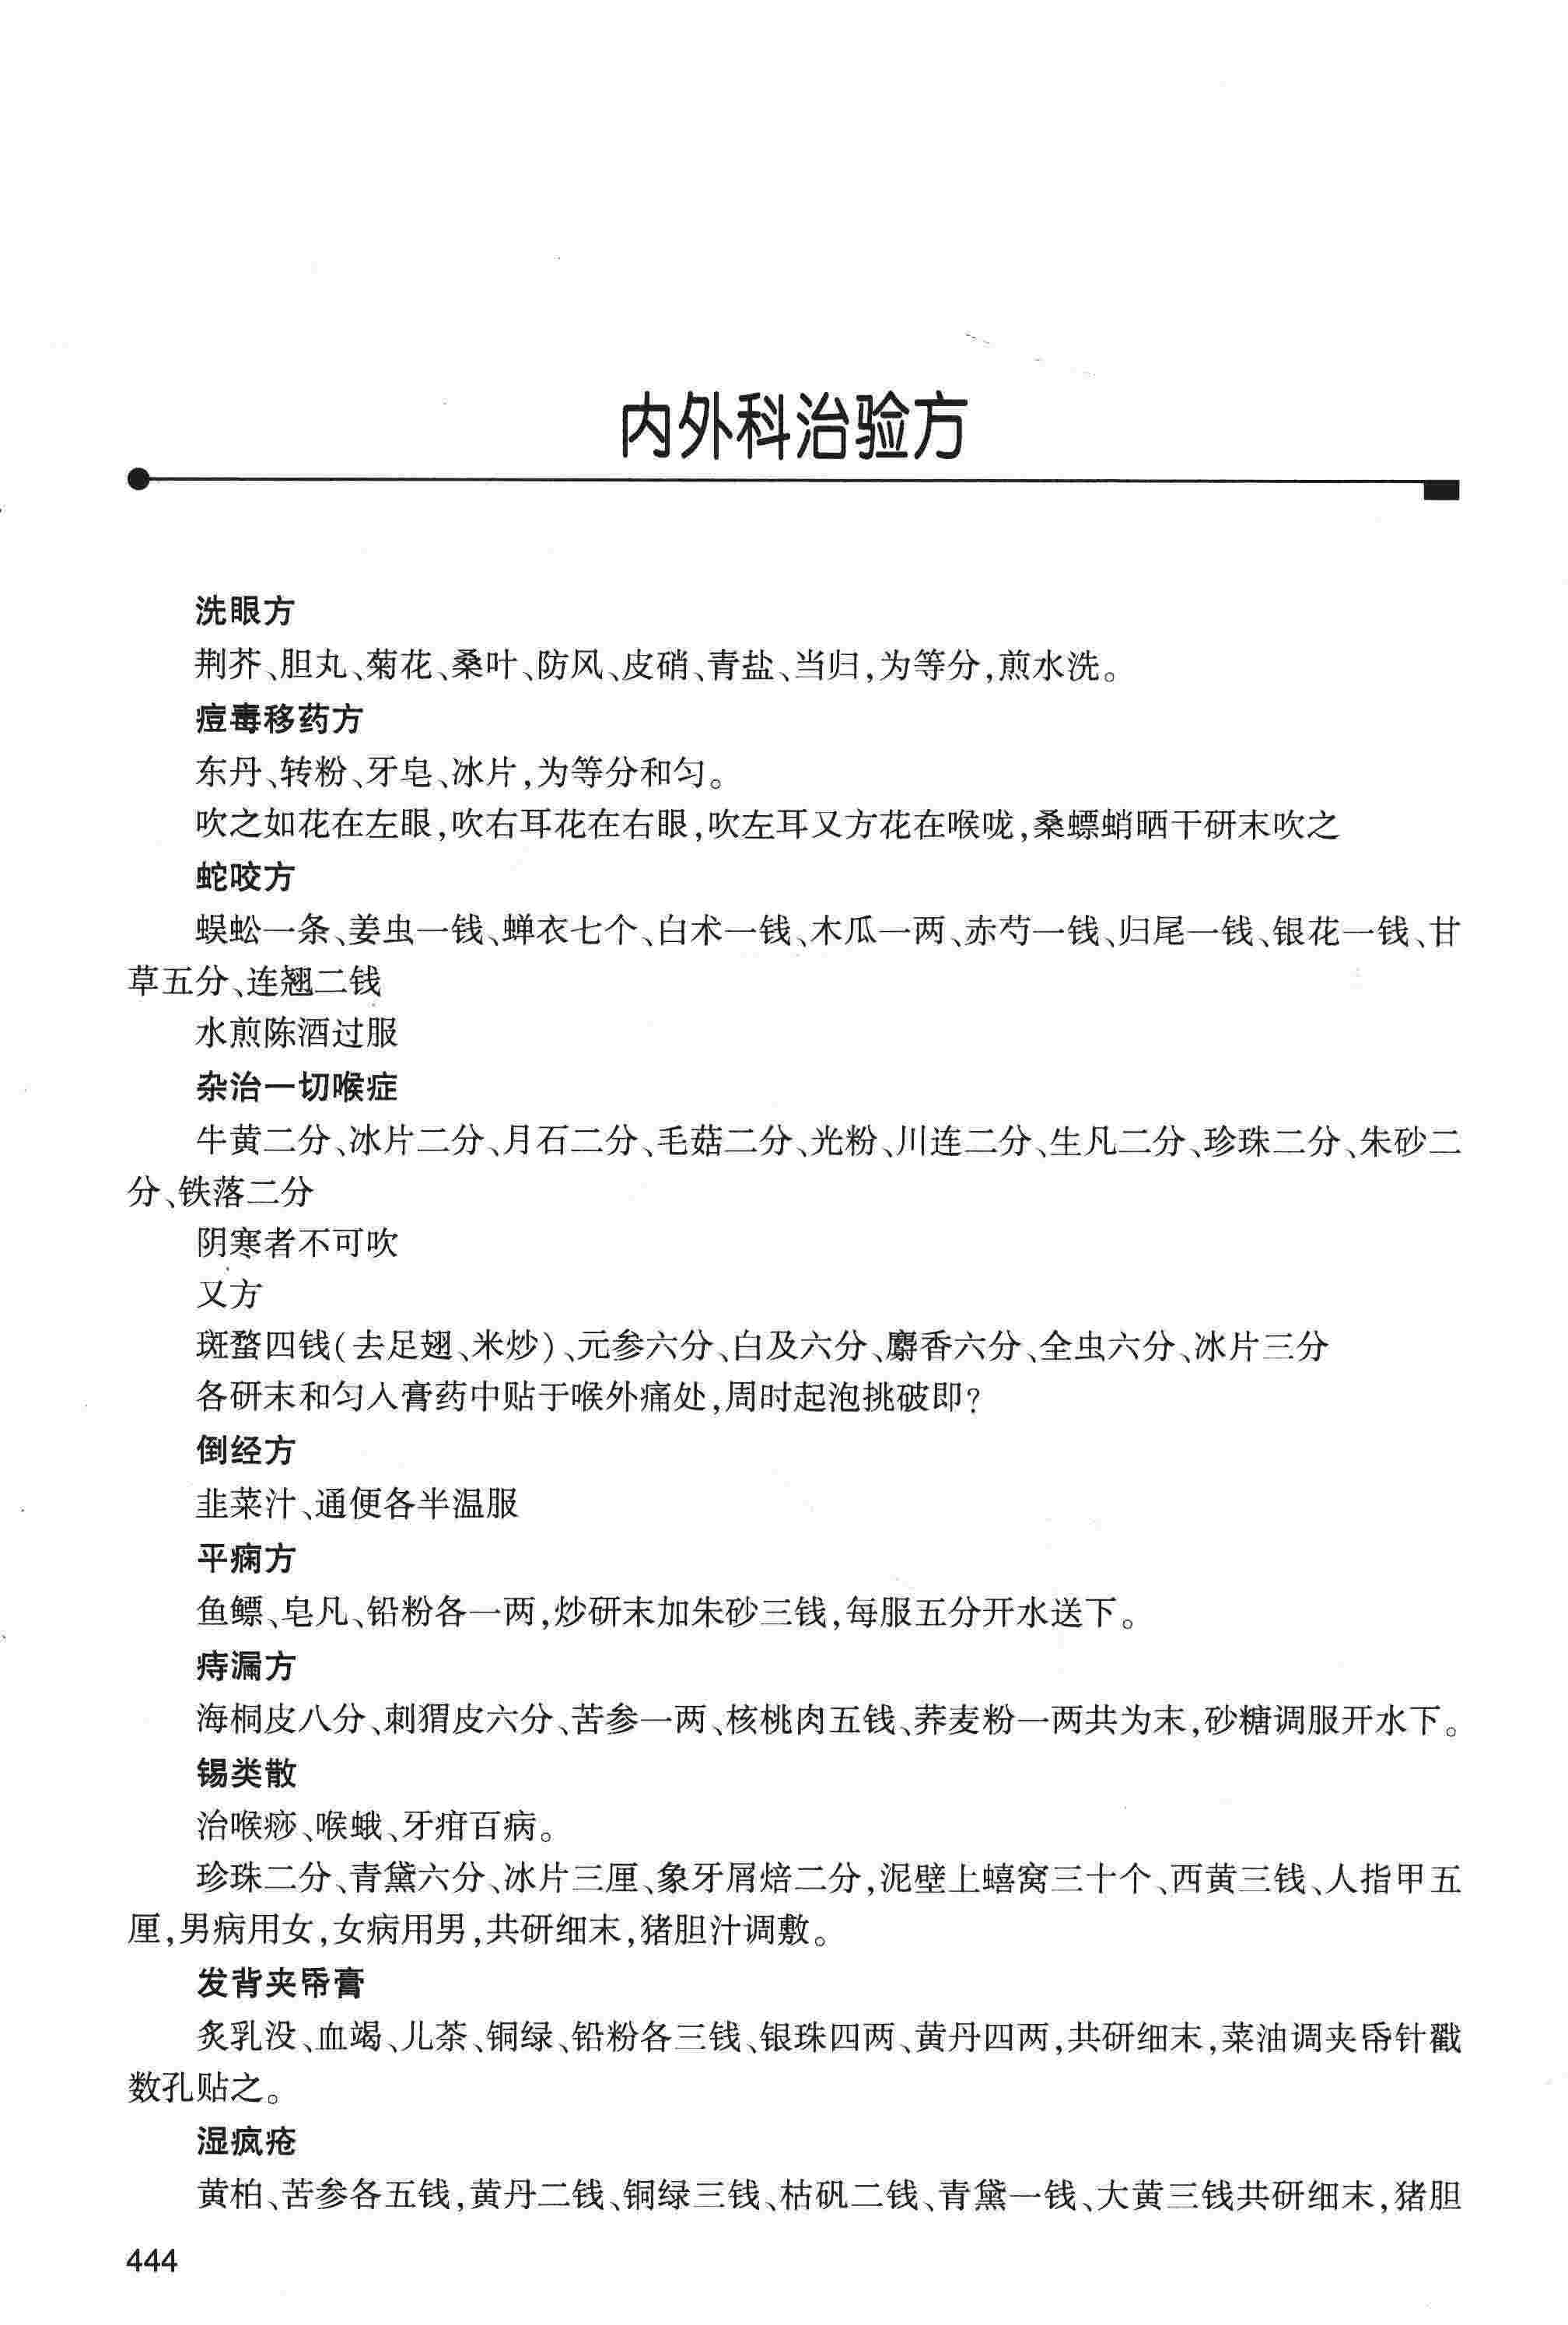 内外科治验方
洗眼方
荆芥、胆丸、菊花、桑叶、防风、皮硝、青盐、当归,为等分,煎水洗。
痘毒移药方
东丹、转粉、牙皂、冰片,为等分和匀。
吹之如花在左眼,吹右耳花在右眼,吹左耳又方花在喉咙,桑螵蛸晒干研末吹之
蛇咬方
蜈蚣一条、姜虫一钱、蝉衣七个、白术一钱、木瓜一两、赤芍一钱、归尾一钱、银花一钱、甘
草五分、连翘二钱
水煎陈酒过服
杂治一切喉症
牛黄二分、冰片二分、月石二分、毛菇二分、光粉、川连二分、生凡二分、珍珠二分、朱砂二
分、铁落二分
阴寒者不可吹
又方
斑蝥四钱(去足翅、米炒)、元参六分、白及六分、麝香六分、全虫六分、冰片三分
各研末和匀入膏药中贴于喉外痛处,周时起泡挑破即?
倒经方
韭菜汁、通便各半温服
平痫方
鱼鳔、皂凡、铅粉各一两,炒研末加朱砂三钱,每服五分开水送下。
痔漏方
海桐皮八分、刺猬皮六分、苦参一两、核桃肉五钱、荞麦粉一两共为末,砂糖调服开水下。
锡类散
治喉痧、喉蛾、牙疳百病。
珍珠二分、青黛六分、冰片三厘、象牙屑焙二分,泥壁上蟢窝三十个、西黄三钱、人指甲五
厘,男病用女,女病用男,共研细末,猪胆汁调敷。
发背夹帋膏
炙乳没、血竭、儿茶、铜绿、铅粉各三钱、银珠四两、黄丹四两,共研细末,菜油调夹帋针戳
数孔贴之。
湿疯疮
黄柏、苦参各五钱,黄丹二钱、铜绿三钱、枯矾二钱、青黛一钱、大黄三钱共研细末,猪胆
444